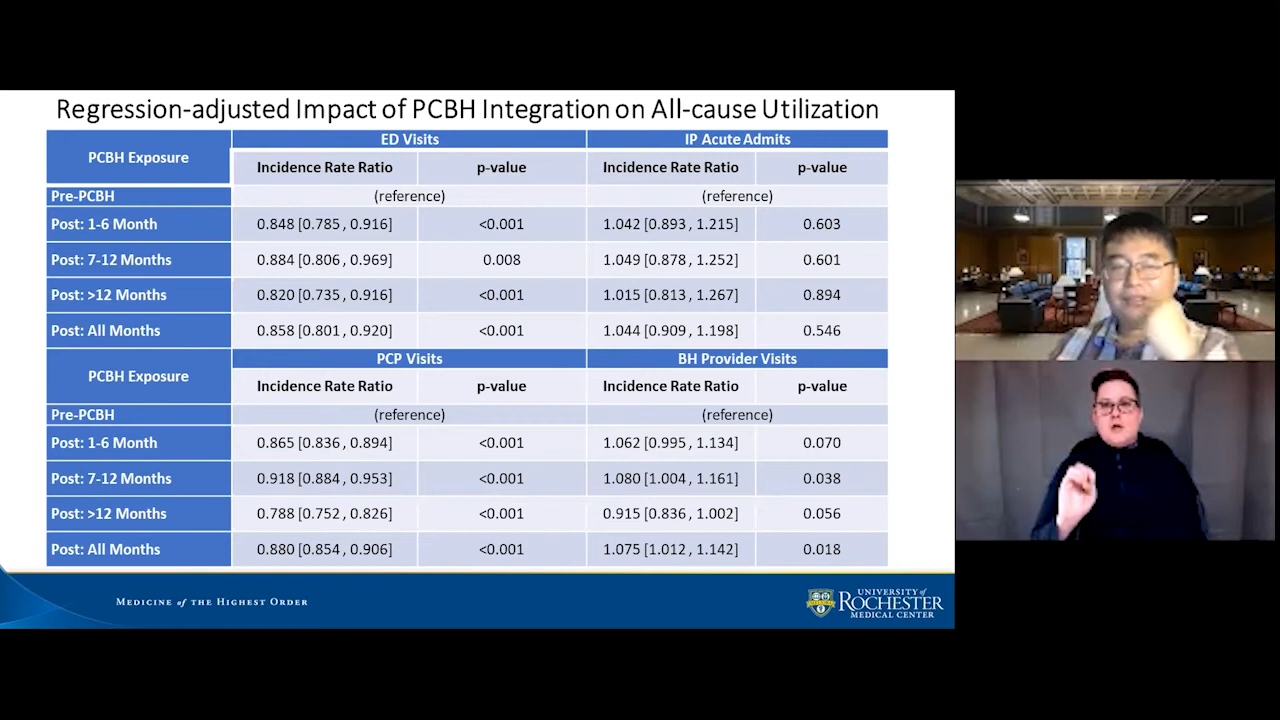 Regression-adjusted Impact of PCBH Integration on All-cause Utilization
PCBH Exposure ED Visits IP Acute Admits
Incidence Rate Ratio p-value Incidence Rate Ratio p-value
Pre-PCBH (reference) (reference)
Post: 1-6 Month 0.848 [0.785 , 0.916] <0.001 1.042 [0.893 , 1.215] 0.603
Post: 7-12 Months 0.884 [0.806 , 0.969] 0.008 1.049 [0.878 , 1.252] 0.601
Post: >12 Months 0.820 [0.735 , 0.916] <0.001 1.015 [0.813 , 1.267] 0.894
Post: All Months 0.858 [0.801 , 0.920] <0.001 1.044 [0.909 , 1.198] 0.546
PCBH Exposure PCP Visits BH Provider Visits
Incidence Rate Ratio p-value Incidence Rate Ratio p-value
Pre-PCBH (reference) (reference)
Post: 1-6 Month 0.865 [0.836 , 0.894] <0.001 1.062 [0.995 , 1.134] 0.070
Post: 7-12 Months 0.918 [0.884 , 0.953] <0.001 1.080 [1.004 , 1.161] 0.038
Post: >12 Months 0.788 [0.752 , 0.826] <0.001 0.915 [0.836 , 1.002] 0.056
Post: All Months 0.880 [0.854 , 0.906] <0.001 1.075 [1.012 , 1.142] 0.018
MEDICINE of THE HIGHEST ORDER
UNIVERSITY of
ROCHESTER
MEDICAL CENTER